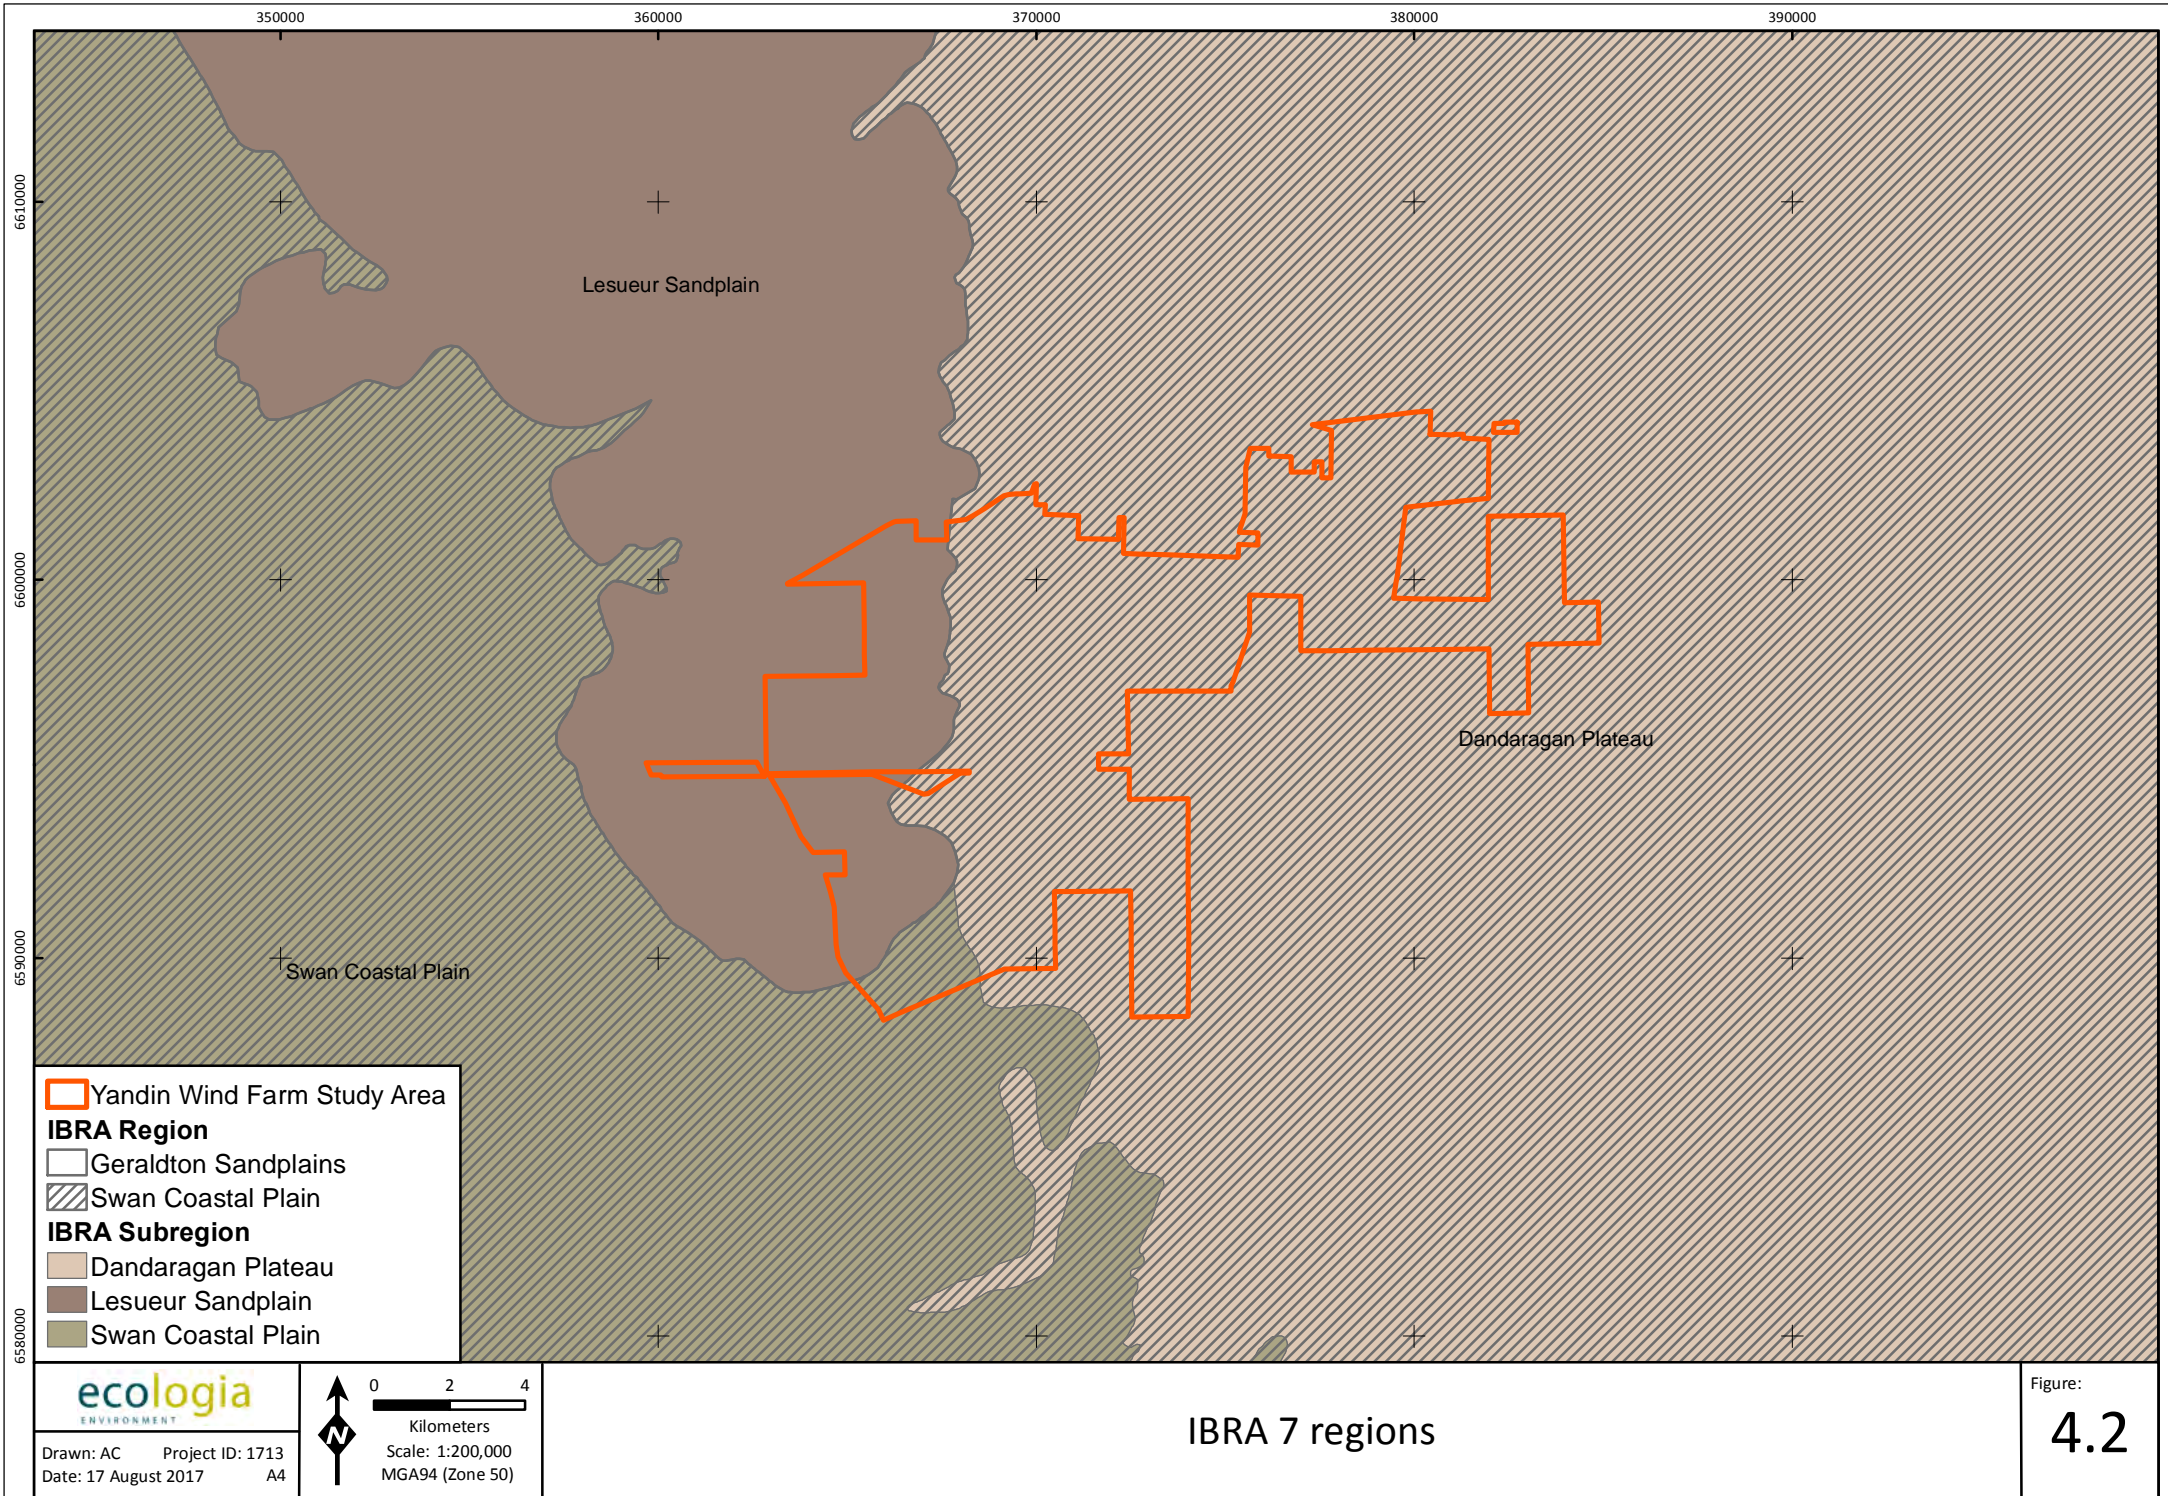 350000
360000
370000
380000
390000
6610000
6600000
6590000
6580000
Lesueur Sandplain
Dandaragan Plateau
Swan Coastal Plain
Yandin Wind Farm Study Area
IBRA Region
Geraldton Sandplains
Swan Coastal Plain
IBRA Subregion
Dandaragan Plateau
Lesueur Sandplain
Swan Coastal Plain
ecologia
ENVIRONMENT
Drawn: AC Project ID: 1713
Date: 17 August 2017 A4
N
0 2 4
Kilometers
Scale: 1:200,000
MGA94 (Zone 50)
IBRA 7 regions
Figure:
4.2